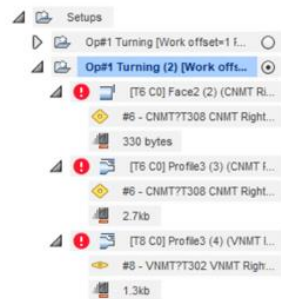 Setups
Op#1 Turning [Work offset=1 F...
Op#1 Turning (2) [Work offs...
[T6 C0] Face2 (2) (CNMT Ri...
#6 - CNMT?T308 CNMT Right...
330 bytes
[T6 C0] Profile3 (3) (CNMT F...
#6 - CNMT?T308 CNMT Right...
2.7kb
[T8 C0] Profile3 (4) (VNMT I...
#8 - VNMT?T302 VNMT Righ...
1.3kb